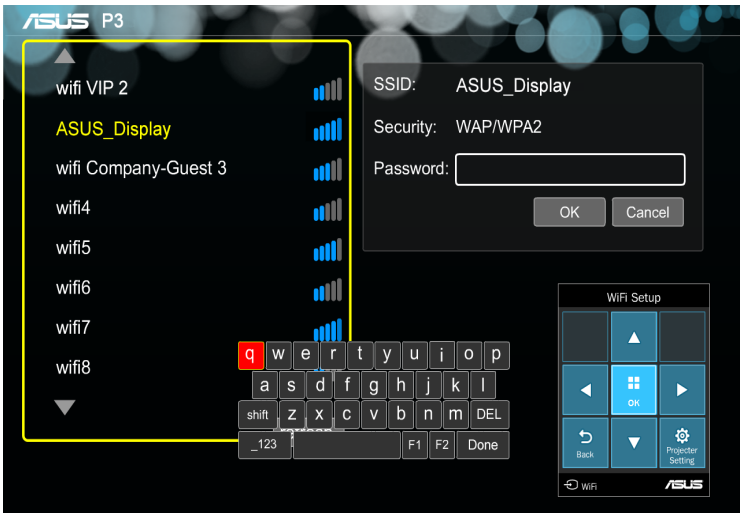 ASUS P3
wifi VIP 2
ASUS_Display
wifi Company-Guest 3
wifi4
wifi5
wifi6
wifi7
wifi8
SSID: ASUS_Display
Security: WAP/WPA2
Password:
OK Cancel
q w e r t y u i o p
a s d f g h j k l
shift z x c v b n m DEL
_123 F1 F2 Done
WiFi Setup
OK
Back
Projecter
Setting
WiFi ASUS